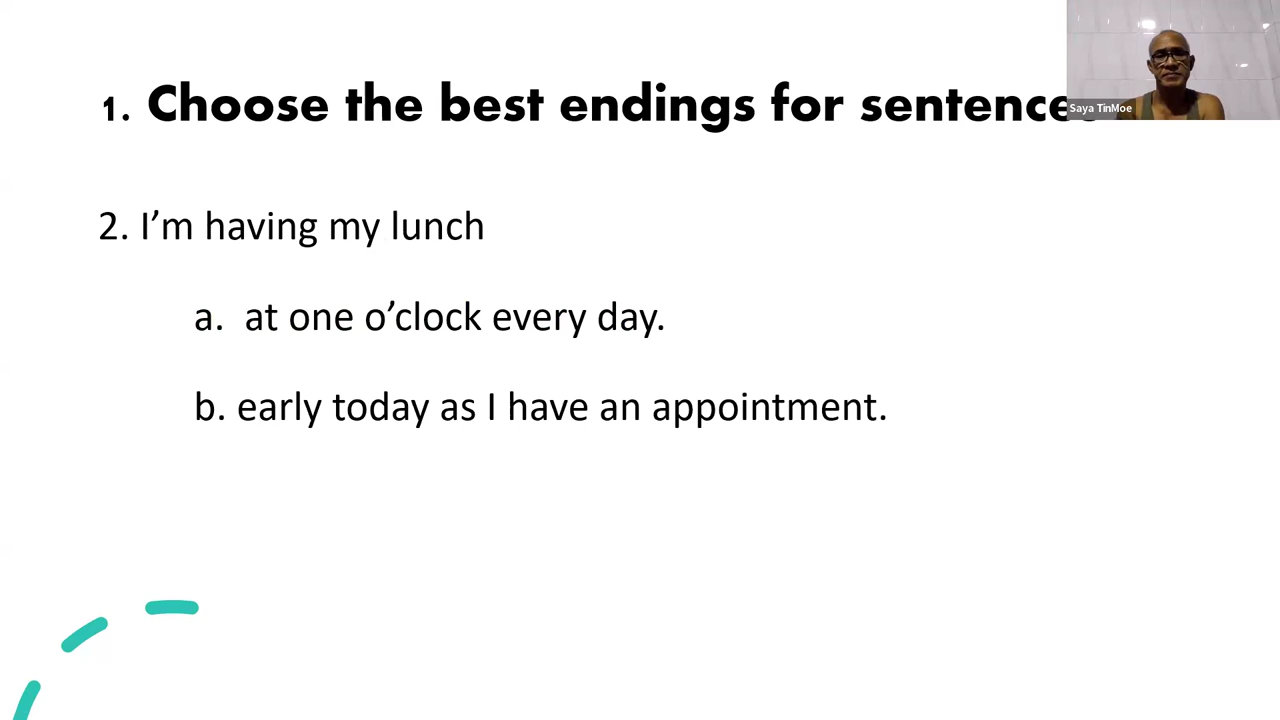 1. Choose the best endings for sentences
Saya TinMoe
2. I’m having my lunch
a. at one o’clock every day.
b. early today as I have an appointment.